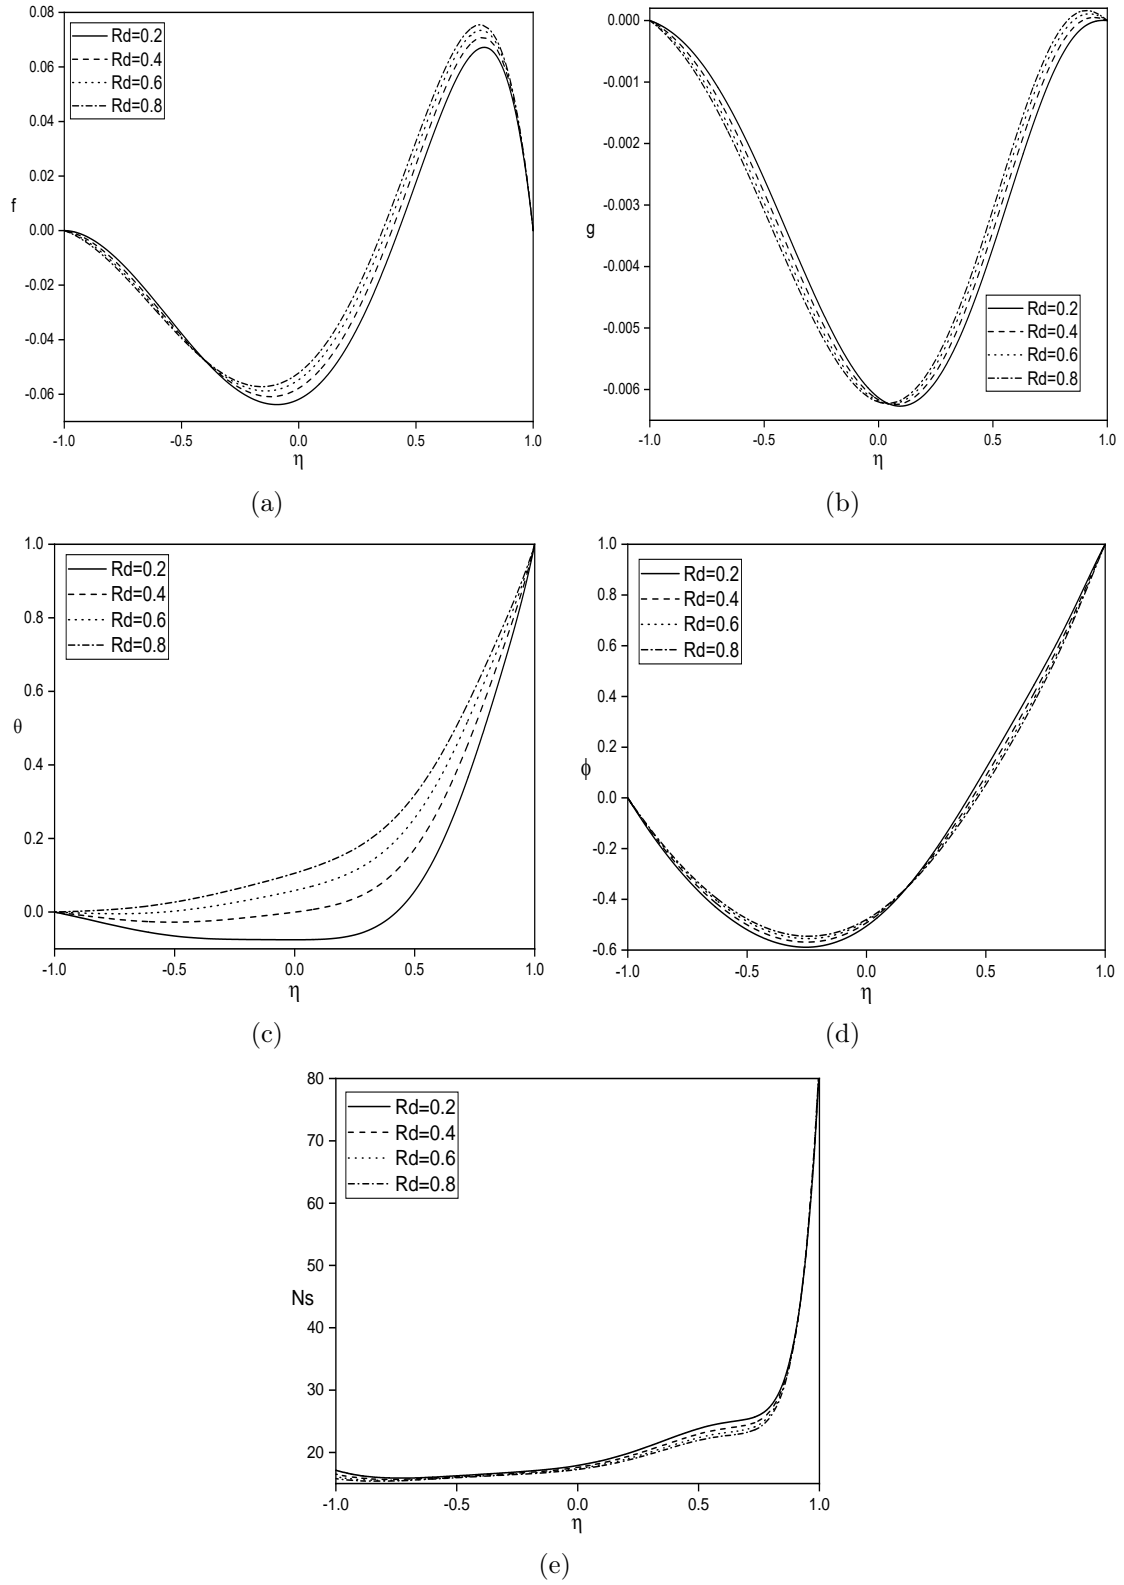 0.08
0.06
0.04
0.02
0.00
-0.02
-0.04
-0.06
f
Rd=0.2
Rd=0.4
Rd=0.6
Rd=0.8
-1.0 -0.5 0.0 0.5 1.0
η
(a)
0.000
-0.001
-0.002
-0.003
-0.004
-0.005
-0.006
g
Rd=0.2
Rd=0.4
Rd=0.6
Rd=0.8
-1.0 -0.5 0.0 0.5 1.0
η
(b)
1.0
0.8
0.6
0.4
0.2
0.0
θ
Rd=0.2
Rd=0.4
Rd=0.6
Rd=0.8
-1.0 -0.5 0.0 0.5 1.0
η
(c)
1.0
0.8
0.6
0.4
0.2
0.0
-0.2
-0.4
-0.6
ϕ
Rd=0.2
Rd=0.4
Rd=0.6
Rd=0.8
-1.0 -0.5 0.0 0.5 1.0
η
(d)
80
70
60
50
40
30
20
Ns
Rd=0.2
Rd=0.4
Rd=0.6
Rd=0.8
-1.0 -0.5 0.0 0.5 1.0
η
(e)